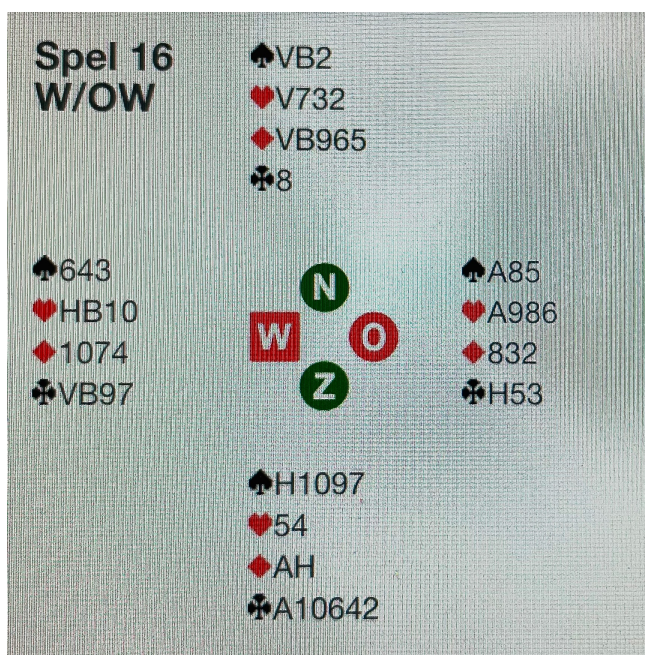 Spel 16
W/OW
♠VB2
♥V732
♦VB965
♣8
♠643
♥HB10
♦1074
♣VB97
N
W O
Z
♠A85
♥A986
♦832
♣H53
♠H1097
♥54
♦AH
♣A10642